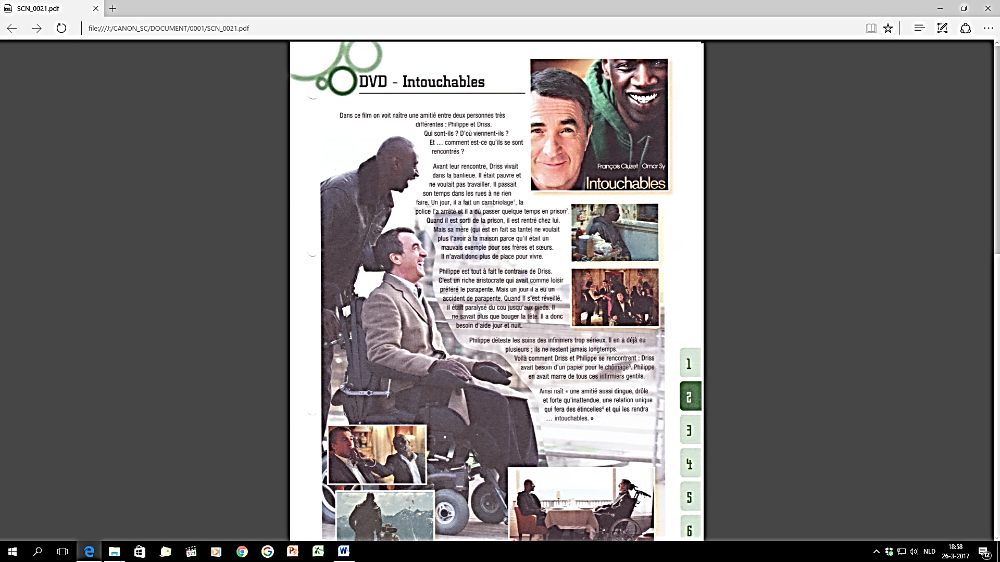 SCN_0021.pdf
file:///J:/CANON_SC/DOCUMENT/0001/SCN_0021.pdf
DVD - Intouchables
François Cluzet Omar Sy
Intouchables
Dans ce film on voit naître une amitié entre deux personnes très
différentes : Philippe et Driss.
Qui sont-ils ? D'où viennent-ils ?
Et … comment est-ce qu'ils se sont
rencontrés ?
Avant leur rencontre, Driss vivait
dans la banlieue. Il était pauvre et
ne voulait pas travailler. Il passait
son temps dans les rues à ne rien
faire. Un jour, il a fait un cambriolage¹, la
police l'a arrêté et il a dû passer quelque temps en prison².
Quand il est sorti de la prison, il est rentré chez lui.
Mais sa mère (qui est en fait sa tante) ne voulait
plus l'avoir à la maison parce qu'il était un
mauvais exemple pour ses frères et sœurs.
Il n'avait donc plus de place pour vivre.
Philippe est tout à fait le contraire de Driss.
C'est un riche aristocrate qui avait comme loisir
préféré le parapente. Mais un jour il a eu un
accident de parapente. Quand il s'est réveillé,
il était paralysé du cou jusqu'aux pieds. Il
ne savait plus que bouger la tête. Il a donc
besoin d'aide jour et nuit.
Philippe déteste les soins des infirmiers trop sérieux. Il en a déjà eu
plusieurs ; ils ne restent jamais longtemps.
Voilà comment Driss et Philippe se rencontrent : Driss
avait besoin d'un papier pour le chômage³. Philippe
en avait marre de tous ces infirmiers gentils.
Ainsi naît « une amitié aussi dingue, drôle
et forte qu'inattendue, une relation unique
qui fera des étincelles⁴ et qui les rendra
… intouchables. »
1
2
3
4
5
6
NLD
18:58
26-3-2017
12